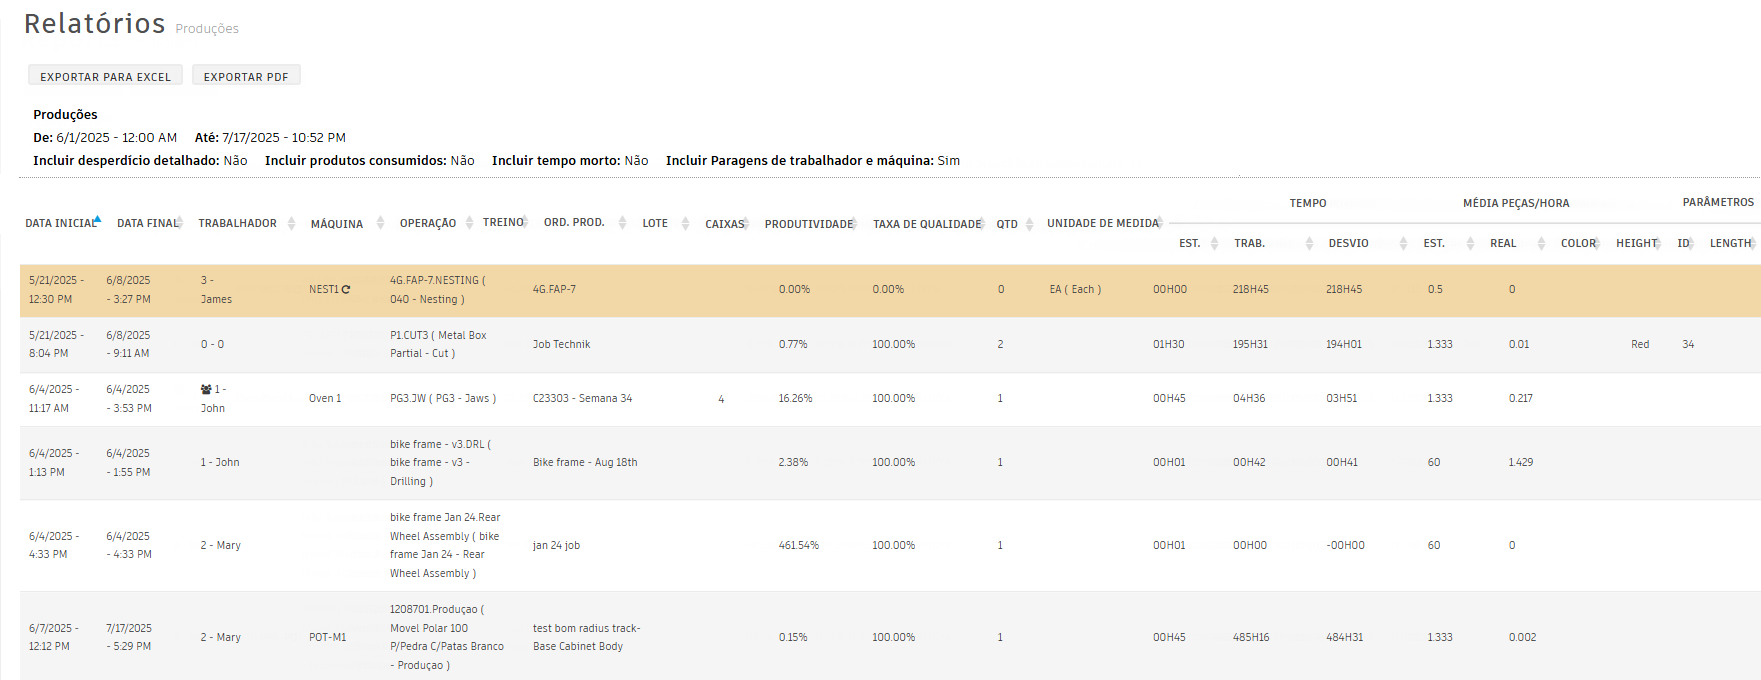 Relatórios Produções
EXPORTAR PARA EXCEL EXPORTAR PDF
Produções
De: 6/1/2025 - 12:00 AM Até: 7/17/2025 - 10:52 PM
Incluir desperdício detalhado: Não Incluir produtos consumidos: Não Incluir tempo morto: Não Incluir Paragens de trabalhador e máquina: Sim
TEMPO MÉDIA PEÇAS/HORA PARÂMETROS
DATA INICIAL DATA FINAL TRABALHADOR MÁQUINA OPERAÇÃO TREINO ORD. PROD. LOTE CAIXAS PRODUTIVIDADE TAXA DE QUALIDADE QTD UNIDADE DE MEDIDA
EST. TRAB. DESVIO EST. REAL COLOR HEIGHT ID LENGTH
5/21/2025 - 6/8/2025 3 - 4G.FAP-7.NESTING (
NEST1 4G.FAP-7 0.00% 0.00% 0 EA ( Each ) 00H00 218H45 218H45 0.5 0
12:30 PM - 3:27 PM James 040 - Nesting )
5/21/2025 - 6/8/2025 P1.CUT3 ( Metal Box
0 - 0 Job Technik 0.77% 100.00% 2 01H30 195H31 194H01 1.333 0.01 Red 34
8:04 PM - 9:11 AM Partial - Cut )
6/4/2025 - 6/4/2025 1 -
Oven 1 PG3.JW ( PG3 - Jaws ) C23303 - Semana 34 4 16.26% 100.00% 1 00H45 04H36 03H51 1.333 0.217
11:17 AM - 3:53 PM John
bike frame - v3.DRL (
6/4/2025 - 6/4/2025
1 - John bike frame - v3 - Bike frame - Aug 18th 2.38% 100.00% 1 00H01 00H42 00H41 60 1.429
1:13 PM - 1:55 PM
Drilling )
bike frame Jan 24.Rear
6/4/2025 - 6/4/2025 Wheel Assembly ( bike
2 - Mary jan 24 job 461.54% 100.00% 1 00H01 00H00 -00H00 60 0
4:33 PM - 4:33 PM frame Jan 24 - Rear
Wheel Assembly )
1208701.Produçao (
6/7/2025 - 7/17/2025 Movel Polar 100 test bom radius track-
2 - Mary POT-M1 0.15% 100.00% 1 00H45 485H16 484H31 1.333 0.002
12:12 PM - 5:29 PM P/Pedra C/Patas Branco Base Cabinet Body
- Produçao )